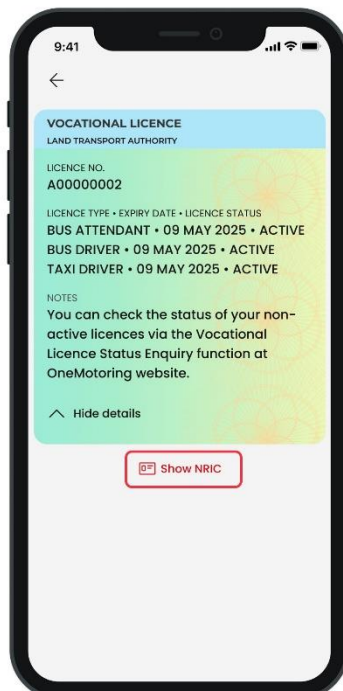 9:41
VOCATIONAL LICENCE
LAND TRANSPORT AUTHORITY
LICENCE NO.
A00000002
LICENCE TYPE • EXPIRY DATE • LICENCE STATUS
BUS ATTENDANT • 09 MAY 2025 • ACTIVE
BUS DRIVER • 09 MAY 2025 • ACTIVE
TAXI DRIVER • 09 MAY 2025 • ACTIVE
NOTES
You can check the status of your non-
active licences via the Vocational
Licence Status Enquiry function at
OneMotoring website.
Hide details
Show NRIC